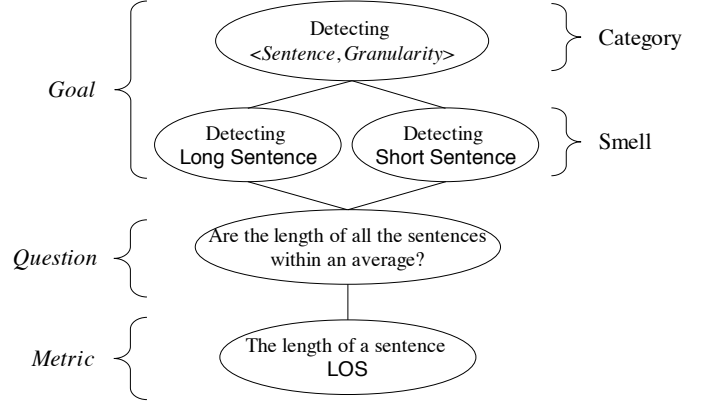 Detecting
<Sentence, Granularity>
Category
Goal
Detecting
Long Sentence
Detecting
Short Sentence
Smell
Are the length of all the sentences
within an average?
Question
The length of a sentence
LOS
Metric